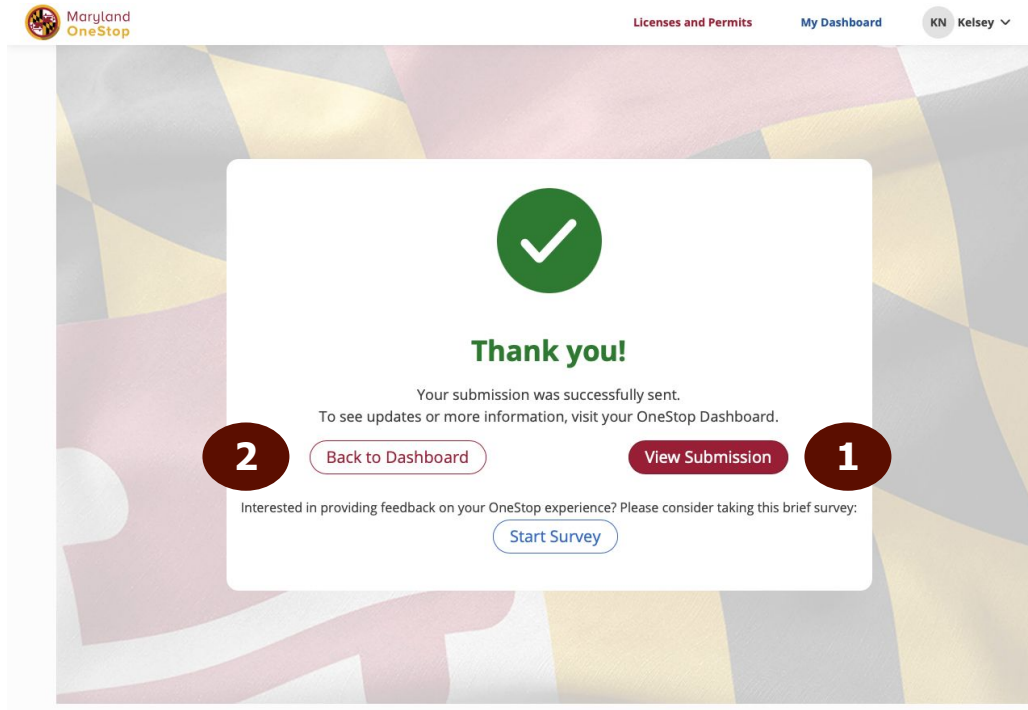 Maryland
OneStop
Licenses and Permits
My Dashboard
KN
Kelsey
Thank you!
Your submission was successfully sent.
To see updates or more information, visit your OneStop Dashboard.
2
Back to Dashboard
View Submission
1
Interested in providing feedback on your OneStop experience? Please consider taking this brief survey:
Start Survey